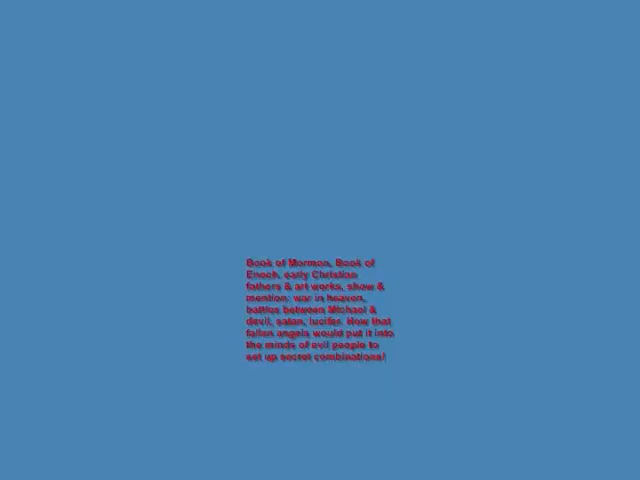 Book of Mormon, Book of
Enoch, early Christian
fathers & art works, show &
mention: war in heaven,
battles between Michael &
devil, satan, lucifer. How that
fallen angels would put it into
the minds of evil people to
set up secret combinations!